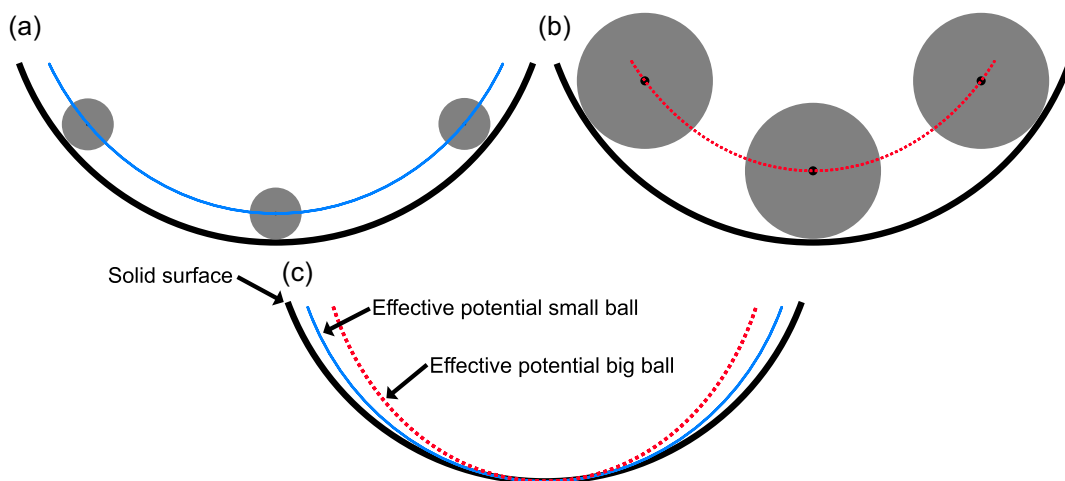 (a)
(b)
Solid surface
(c)
Effective potential small ball
Effective potential big ball